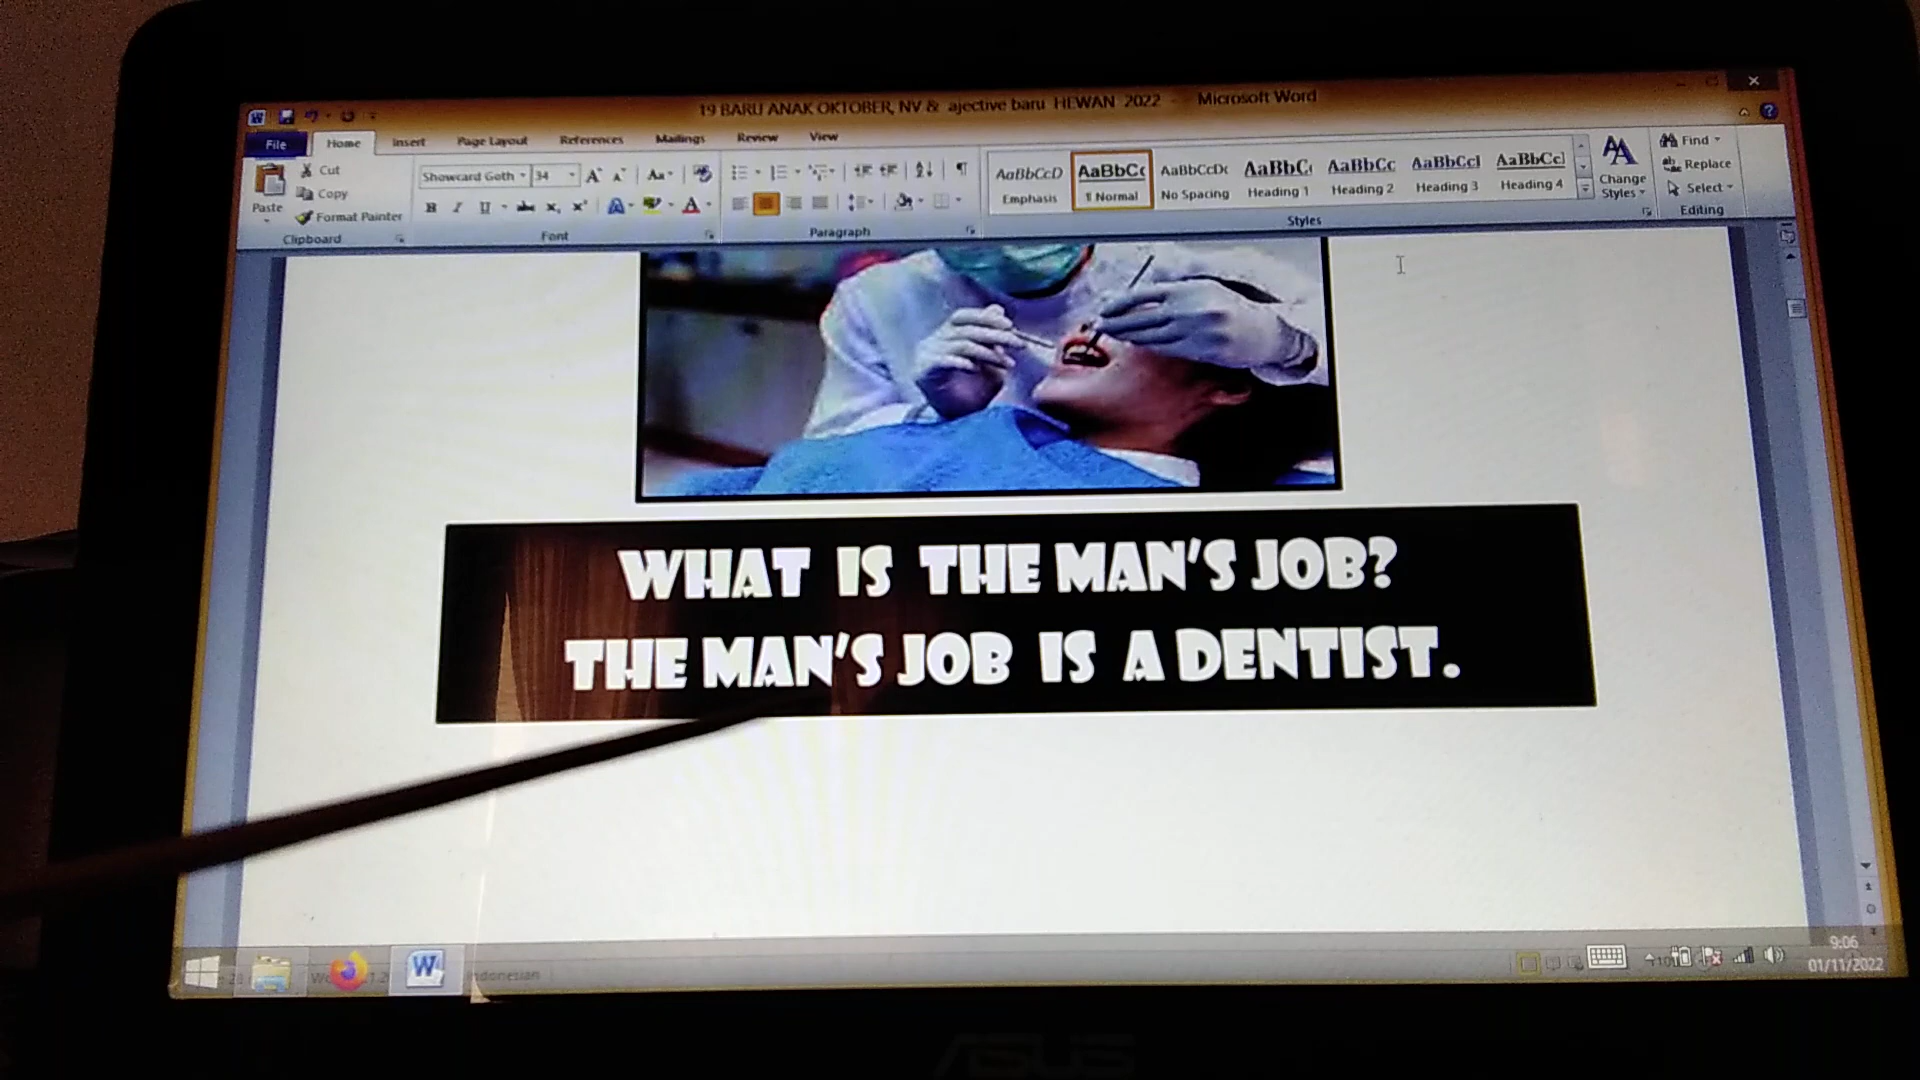 19 BARU ANAK OKTOBER, NV & ajective baru HEWAN 2022 - Microsoft Word
File Home Insert Page Layout References Mailings Review View
Cut
Copy
Format Painter
Paste
Clipboard
Showcard Goth 34
Font
Paragraph
AaBbCcD AaBbCc AaBbCcDc AaBbC AaBbCc AaBbCcI AaBbCcI
Emphasis ¶ Normal No Spacing Heading 1 Heading 2 Heading 3 Heading 4
Change
Styles
Styles
Find
Replace
Select
Editing
WHAT IS THE MAN'S JOB?
THE MAN'S JOB IS A DENTIST.
9:06
01/11/2022
ASUS